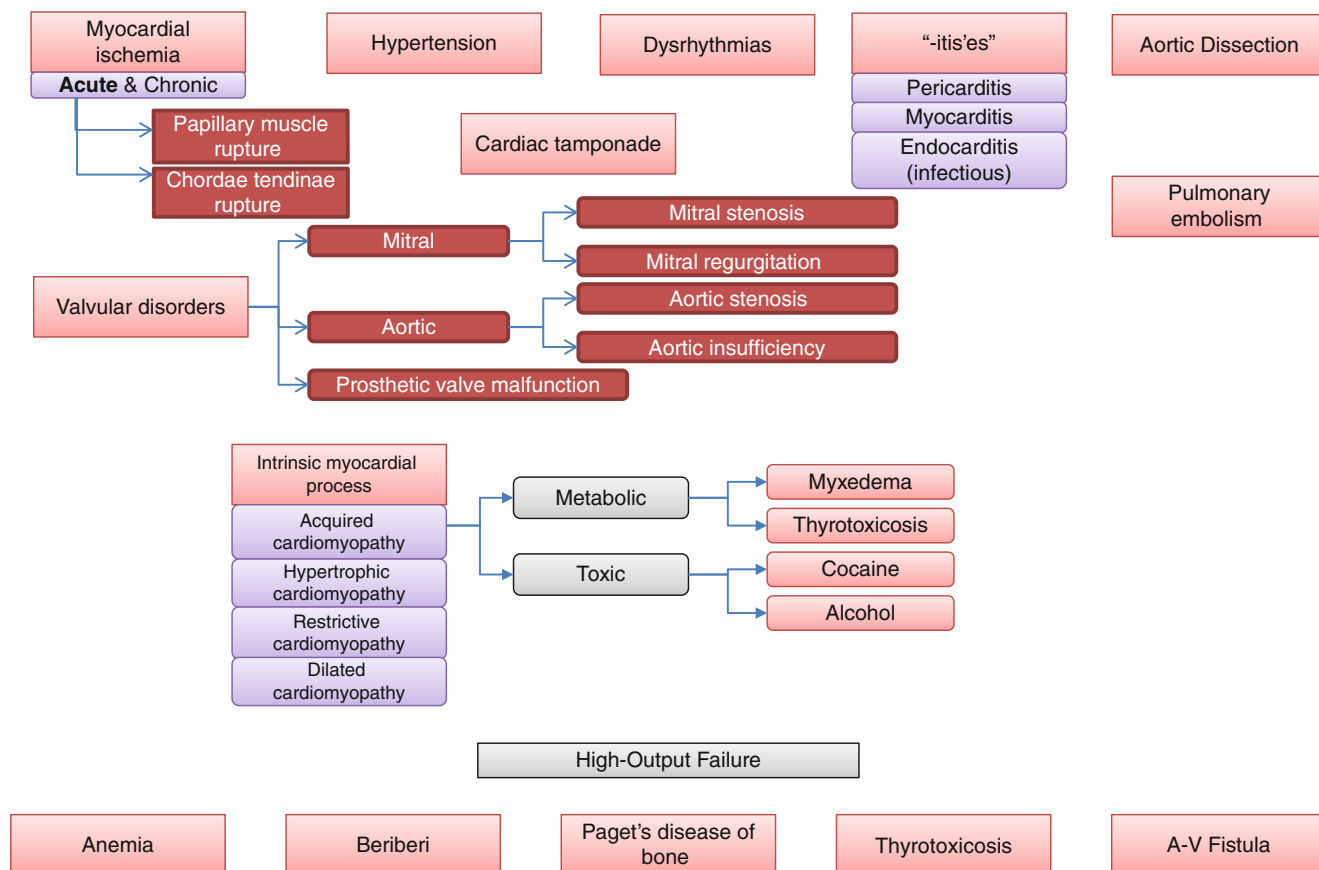 Myocardial
ischemia
Acute & Chronic
Papillary muscle
rupture
Chordae tendinae
rupture
Hypertension
Dysrhythmias
“-itis’es”
Pericarditis
Myocarditis
Endocarditis
(infectious)
Aortic Dissection
Cardiac tamponade
Pulmonary
embolism
Valvular disorders
Mitral
Mitral stenosis
Mitral regurgitation
Aortic
Aortic stenosis
Aortic insufficiency
Prosthetic valve malfunction
Intrinsic myocardial
process
Acquired
cardiomyopathy
Hypertrophic
cardiomyopathy
Restrictive
cardiomyopathy
Dilated
cardiomyopathy
Metabolic
Myxedema
Thyrotoxicosis
Toxic
Cocaine
Alcohol
High-Output Failure
Anemia
Beriberi
Paget’s disease of
bone
Thyrotoxicosis
A-V Fistula